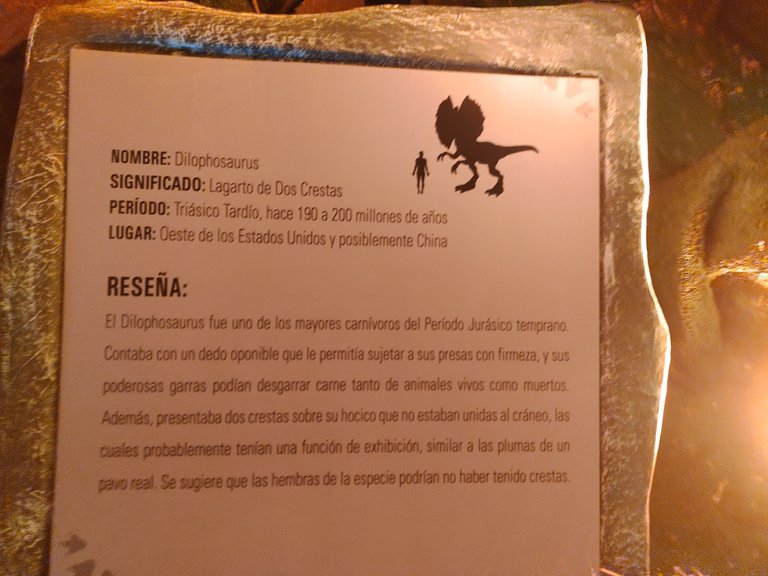 NOMBRE: Dilophosaurus
SIGNIFICADO: Lagarto de Dos Crestas
PERÍODO: Triásico Tardío, hace 190 a 200 millones de años
LUGAR: Oeste de los Estados Unidos y posiblemente China
RESEÑA:
El Dilophosaurus fue uno de los mayores carnívoros del Período Jurásico temprano.
Contaba con un dedo oponible que le permitía sujetar a sus presas con firmeza, y sus
poderosas garras podían desgarrar carne tanto de animales vivos como muertos.
Además, presentaba dos crestas sobre su hocico que no estaban unidas al cráneo, las
cuales probablemente tenían una función de exhibición, similar a las plumas de un
pavo real. Se sugiere que las hembras de la especie podrían no haber tenido crestas.